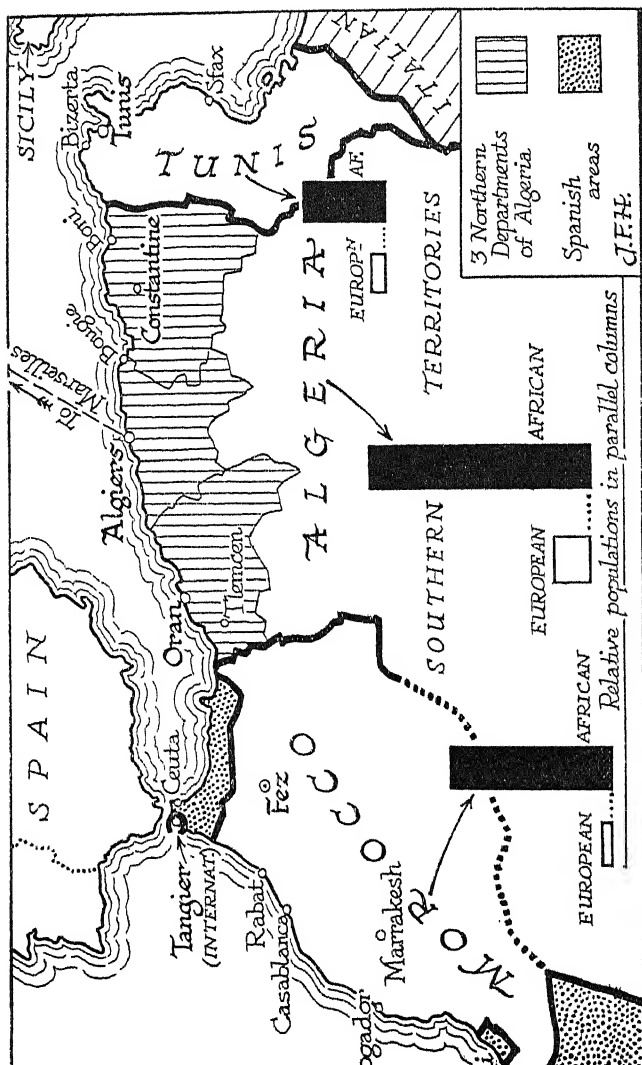 SPAIN
SICILY
To Marseilles
Bizerta
Tunis
Sfax
Boni
Bougie
Algiers
Constantine
Oran
Tlemcen
Ceuta
Tangier
(INTERNAT)
Fez
Rabat
Casablanca
Marrakesh
ogador
MOROCCO
ALGERIA
TUNIS
ITALIAN
SOUTHERN TERRITORIES
EUROPEAN
AFRICAN
EUROPEAN
AFRICAN
EUROPN
AF.
Relative populations in parallel columns
3 Northern
Departments
of Algeria
Spanish
areas
J.F.H.